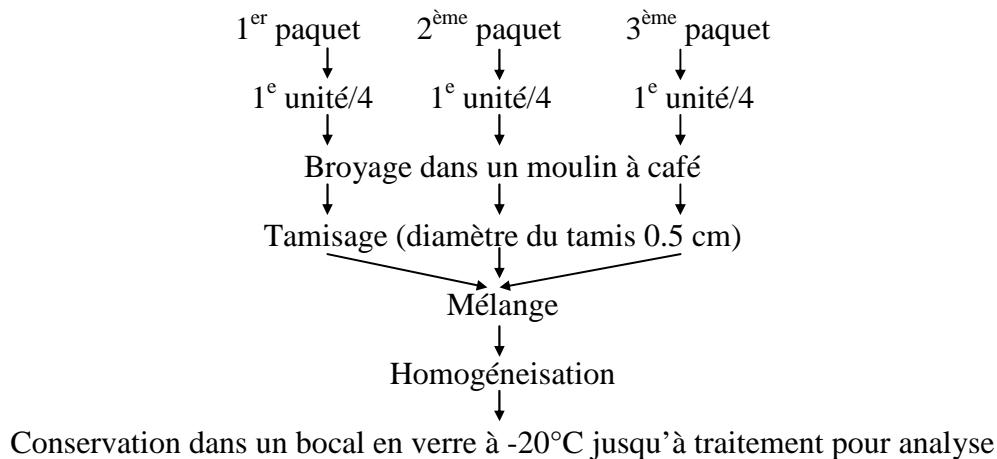 1er paquet 2ème paquet 3ème paquet
1e unité/4 1e unité/4 1e unité/4
Broyage dans un moulin à café
Tamisage (diamètre du tamis 0.5 cm)
Mélange
Homogéneisation
Conservation dans un bocal en verre à -20°C jusqu’à traitement pour analyse